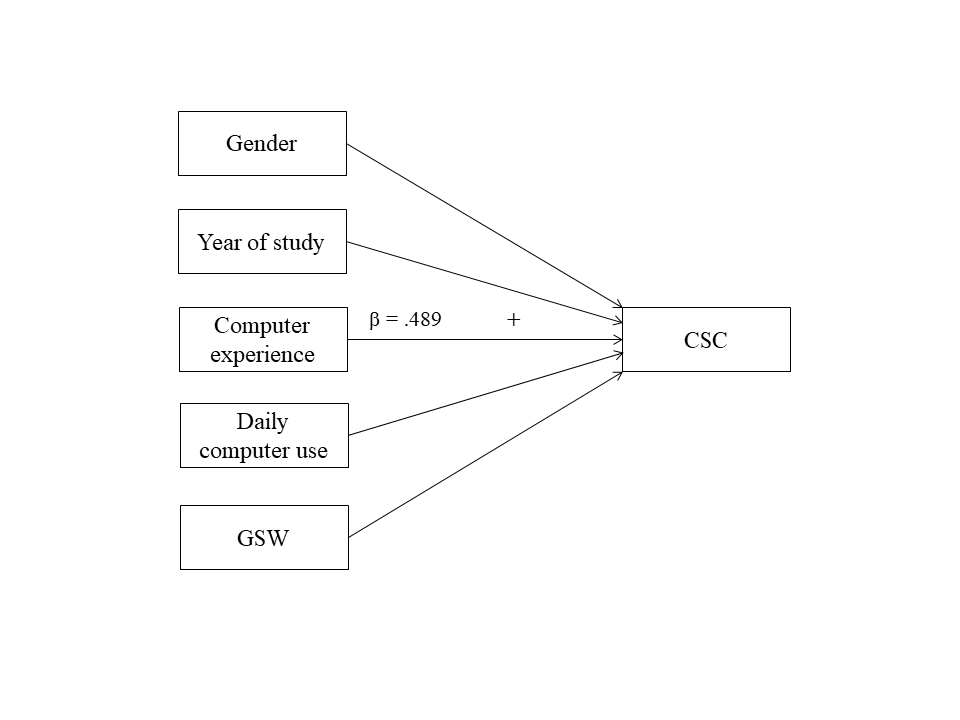 Gender
Year of study
Computer
experience
β = .489 +
CSC
Daily
computer use
GSW